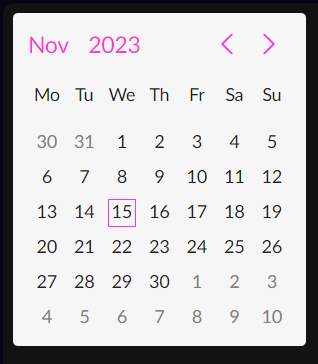 Nov 2023
Mo Tu We Th Fr Sa Su
30 31 1 2 3 4 5
6 7 8 9 10 11 12
13 14 15 16 17 18 19
20 21 22 23 24 25 26
27 28 29 30 1 2 3
4 5 6 7 8 9 10